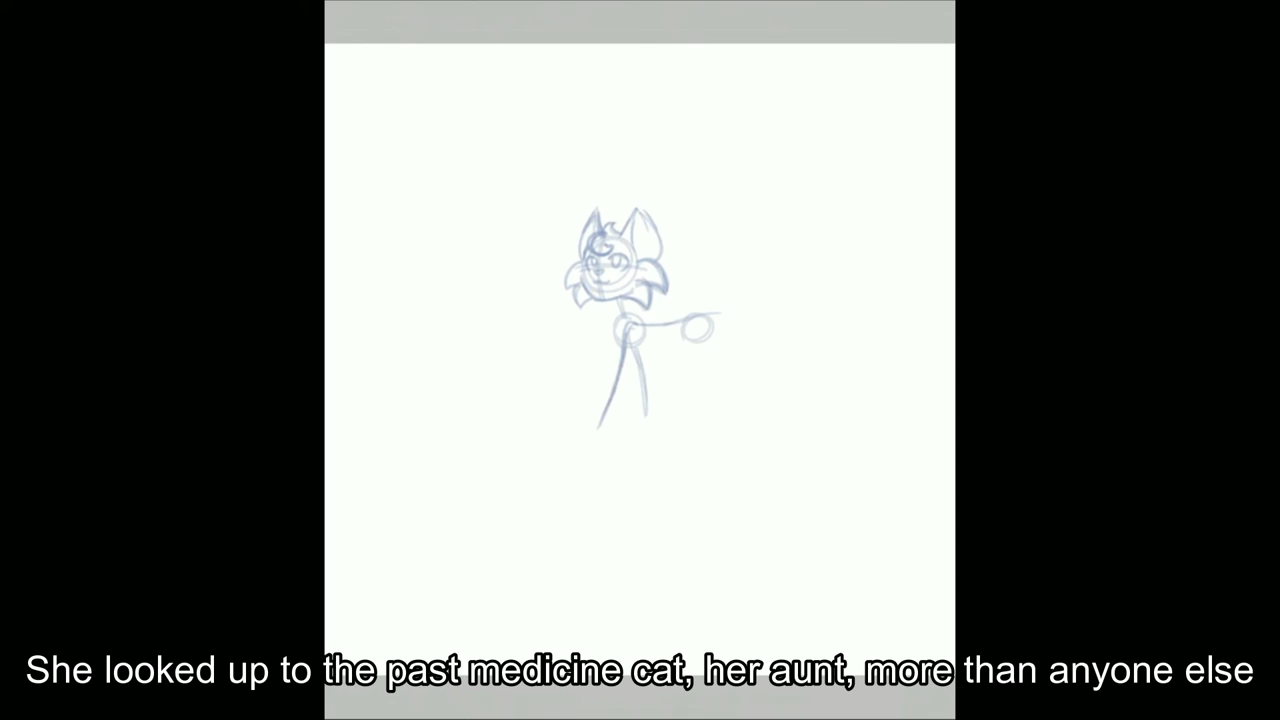 She looked up to the past medicine cat, her aunt, more than anyone else